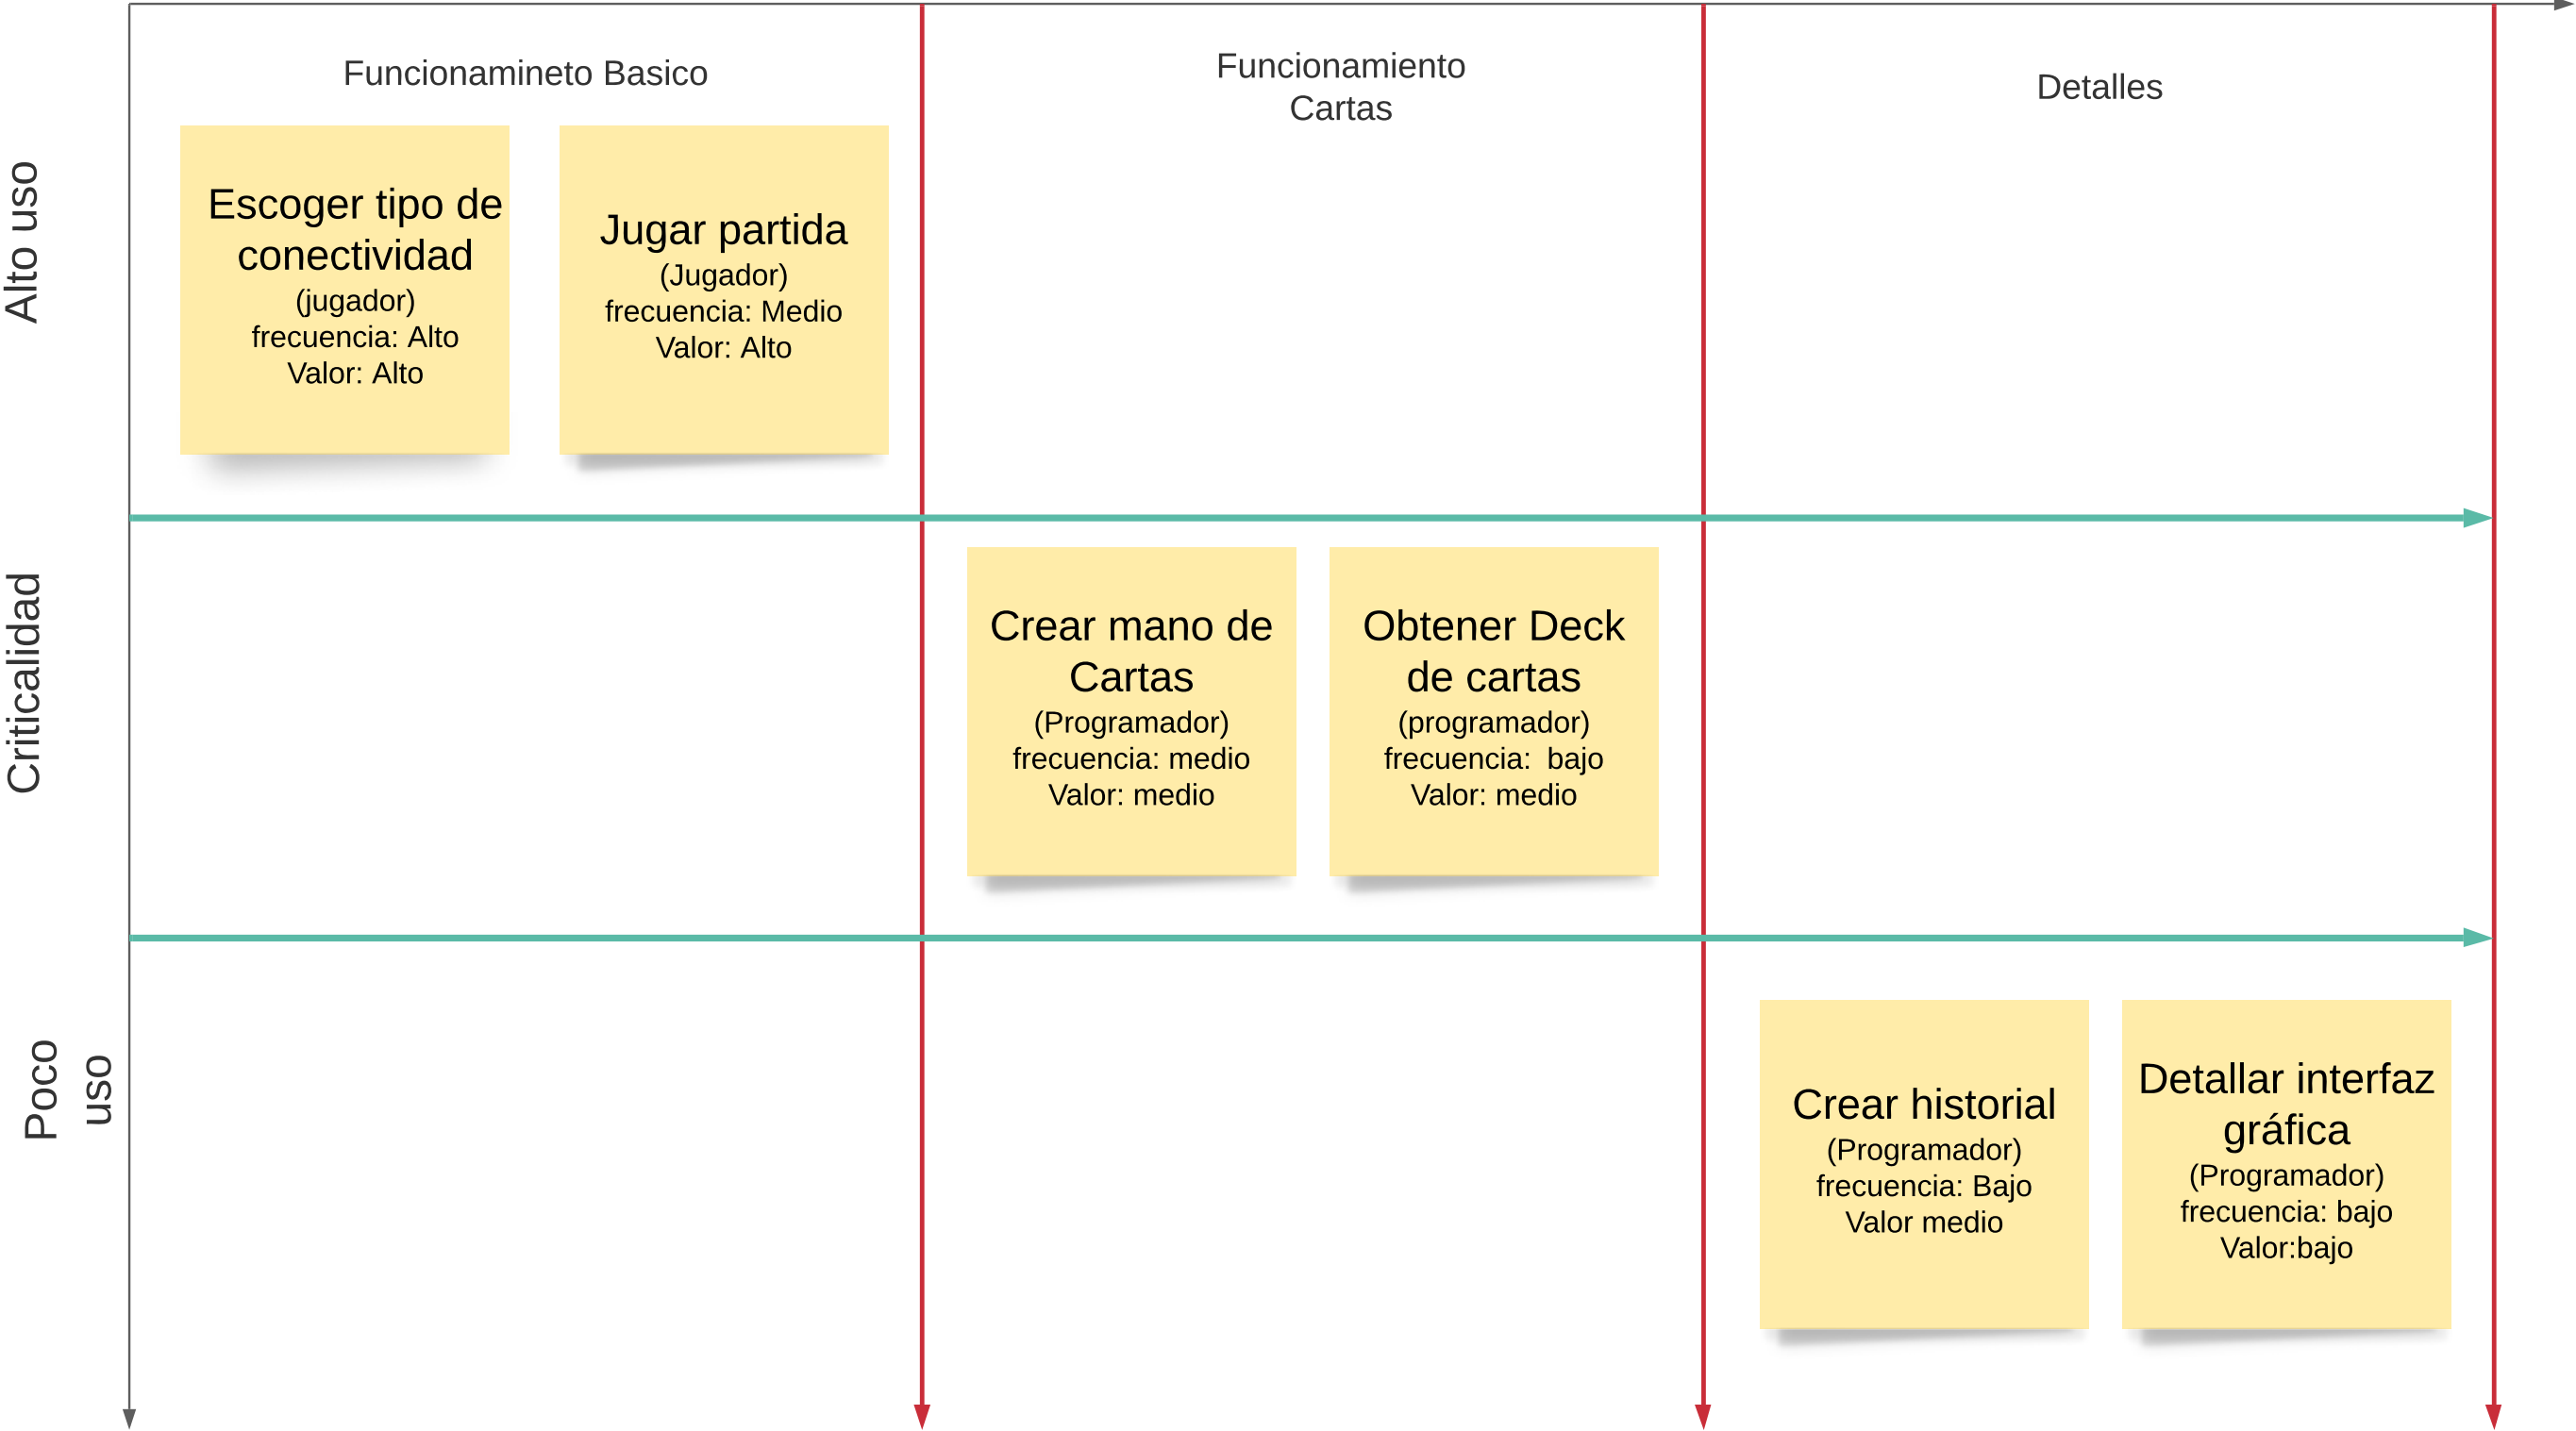 Funcionamineto Basico
Funcionamiento
Cartas
Detalles
Alto uso
Escoger tipo de
conectividad
(jugador)
frecuencia: Alto
Valor: Alto
Jugar partida
(Jugador)
frecuencia: Medio
Valor: Alto
Criticalidad
Crear mano de
Cartas
(Programador)
frecuencia: medio
Valor: medio
Obtener Deck
de cartas
(programador)
frecuencia:  bajo
Valor: medio
Poco
uso
Crear historial
(Programador)
frecuencia: Bajo
Valor medio
Detallar interfaz
gráfica
(Programador)
frecuencia: bajo
Valor:bajo